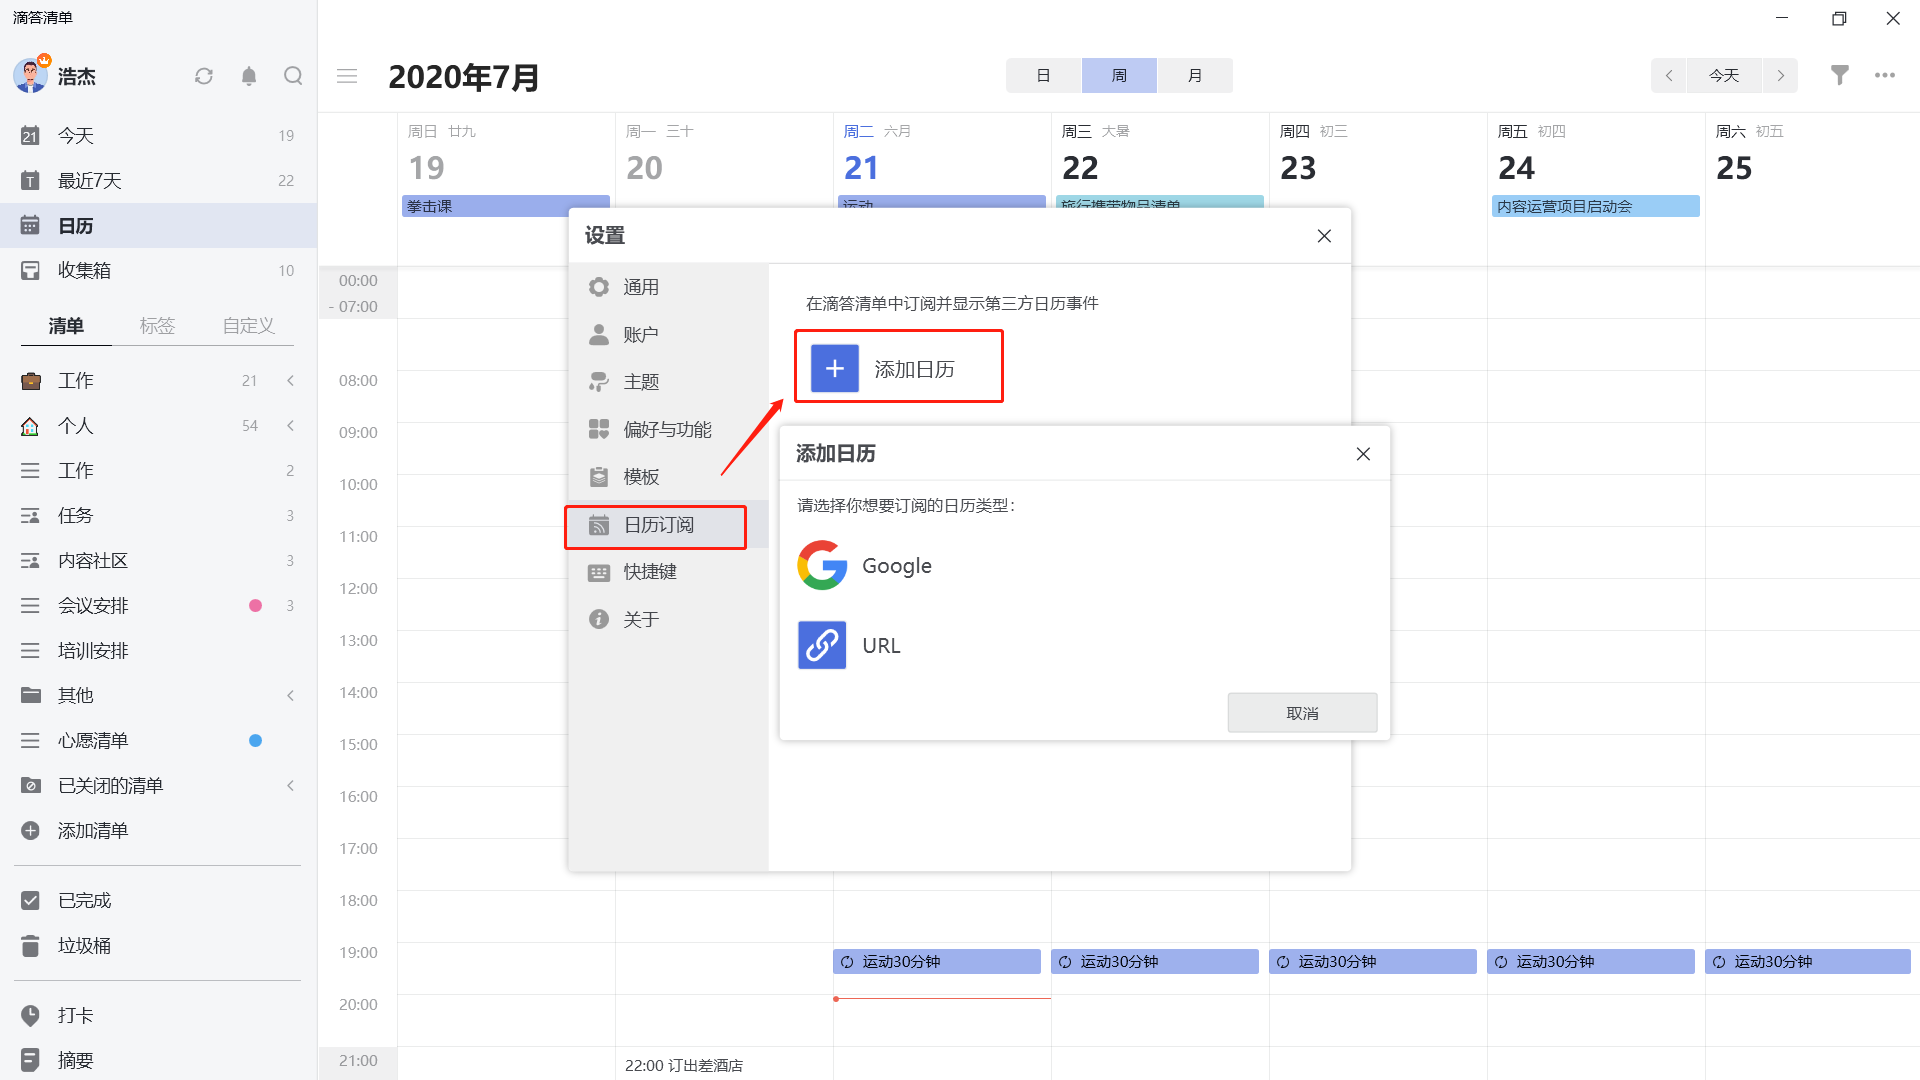 滴答清单
浩杰
今天 19
最近7天 22
日历
收集箱 10
清单 标签 自定义
工作 21
个人 54
工作 2
任务 3
内容社区 3
会议安排 3
培训安排
其他
心愿清单
已关闭的清单
添加清单
已完成
垃圾桶
打卡
摘要
2020年7月
日 周 月
今天
周日 廿九 周一 三十 周二 六月 周三 大暑 周四 初三 周五 初四 周六 初五
19 20 21 22 23 24 25
拳击课 运动 旅行携带物品清单 内容运营项目启动会
00:00
- 07:00
08:00
09:00
10:00
11:00
12:00
13:00
14:00
15:00
16:00
17:00
18:00
19:00
20:00
21:00
运动30分钟 运动30分钟 运动30分钟 运动30分钟 运动30分钟
22:00 订出差酒店
设置
通用
账户
主题
偏好与功能
模板
日历订阅
快捷键
关于
在滴答清单中订阅并显示第三方日历事件
添加日历
添加日历
请选择你想要订阅的日历类型:
Google
URL
取消